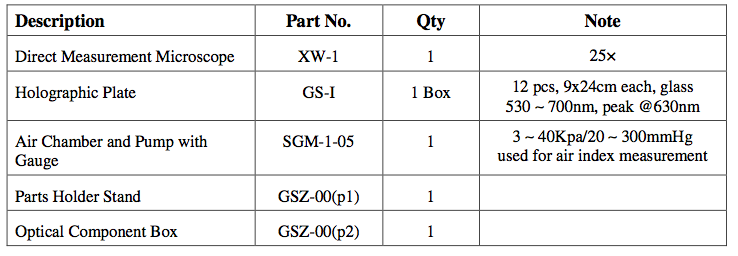 Description Part No. Qty Note
Direct Measurement Microscope XW-1 1 25×
Holographic Plate GS-I 1 Box 12 pcs, 9x24cm each, glass
530 ~ 700nm, peak @630nm
Air Chamber and Pump with Gauge SGM-1-05 1 3 ~ 40Kpa/20 ~ 300mmHg
used for air index measurement
Parts Holder Stand GSZ-00(p1) 1
Optical Component Box GSZ-00(p2) 1